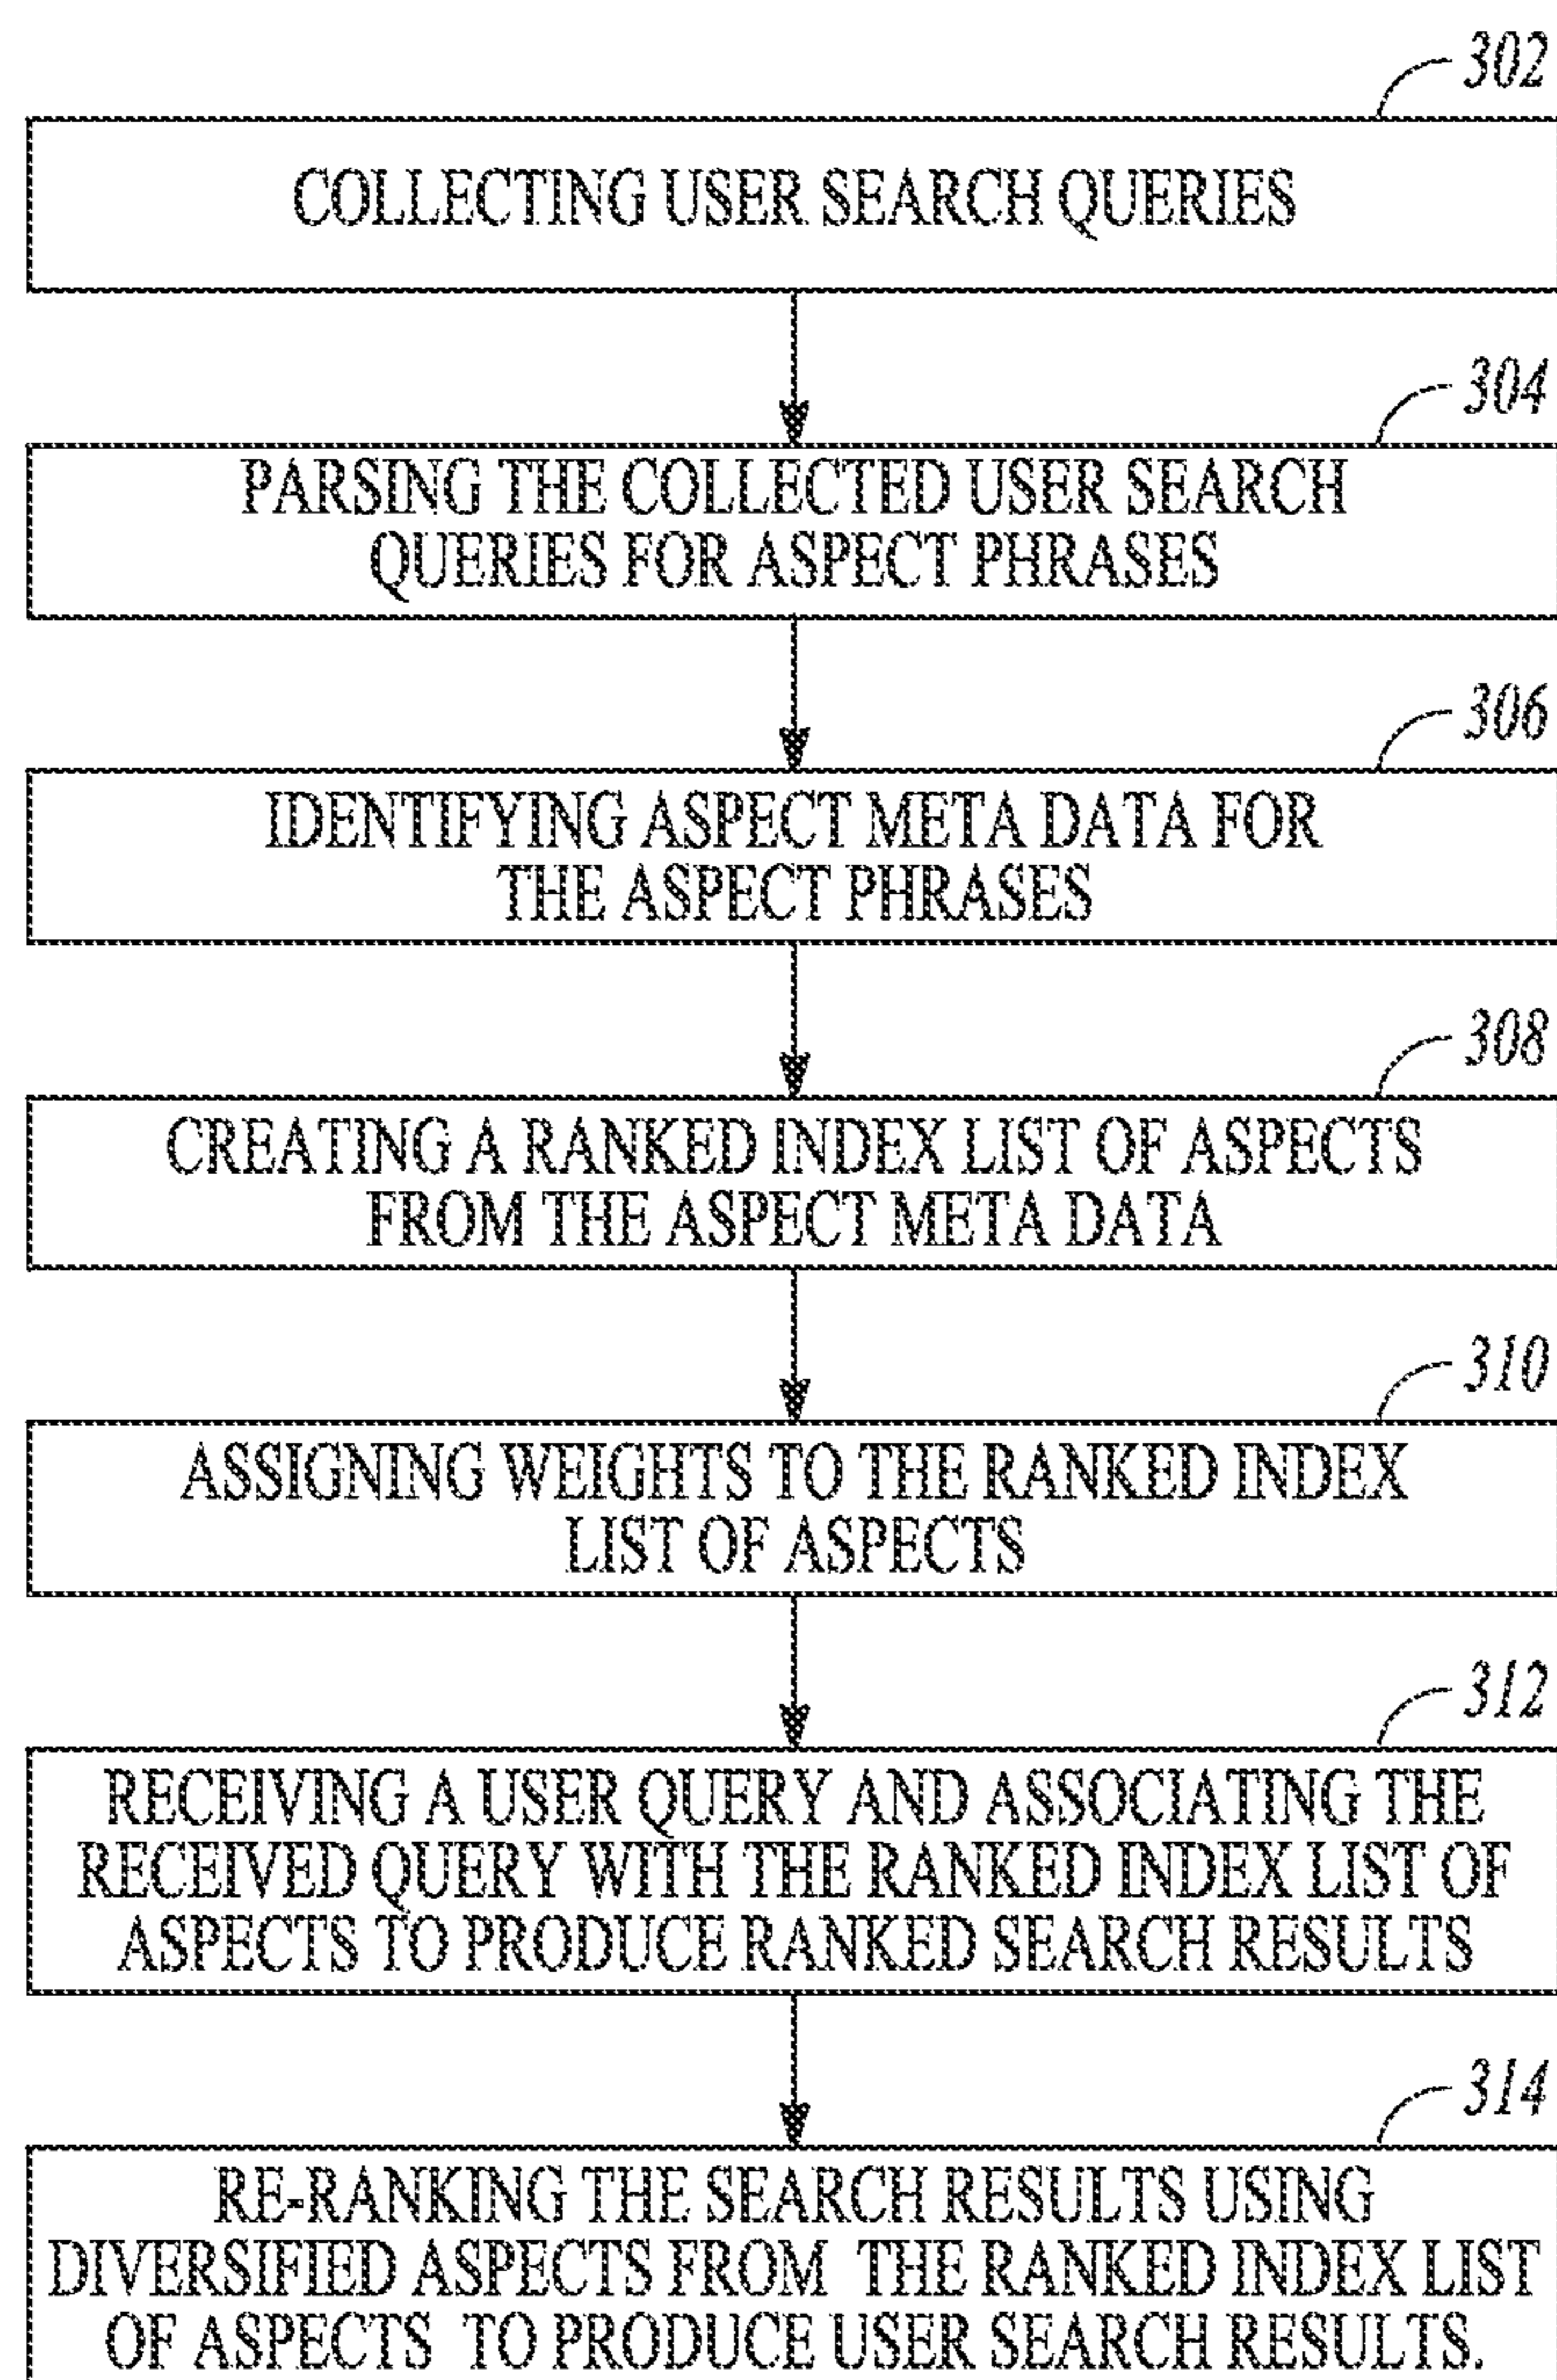 302
COLLECTING USER SEARCH QUERIES
304
PARSING THE COLLECTED USER SEARCH
QUERIES FOR ASPECT PHRASES
306
IDENTIFYING ASPECT META DATA FOR
THE ASPECT PHRASES
308
CREATING A RANKED INDEX LIST OF ASPECTS
FROM THE ASPECT META DATA
310
ASSIGNING WEIGHTS TO THE RANKED INDEX
LIST OF ASPECTS
312
RECEIVING A USER QUERY AND ASSOCIATING THE
RECEIVED QUERY WITH THE RANKED INDEX LIST OF
ASPECTS TO PRODUCE RANKED SEARCH RESULTS
314
RE-RANKING THE SEARCH RESULTS USING
DIVERSIFIED ASPECTS FROM THE RANKED INDEX LIST
OF ASPECTS TO PRODUCE USER SEARCH RESULTS.